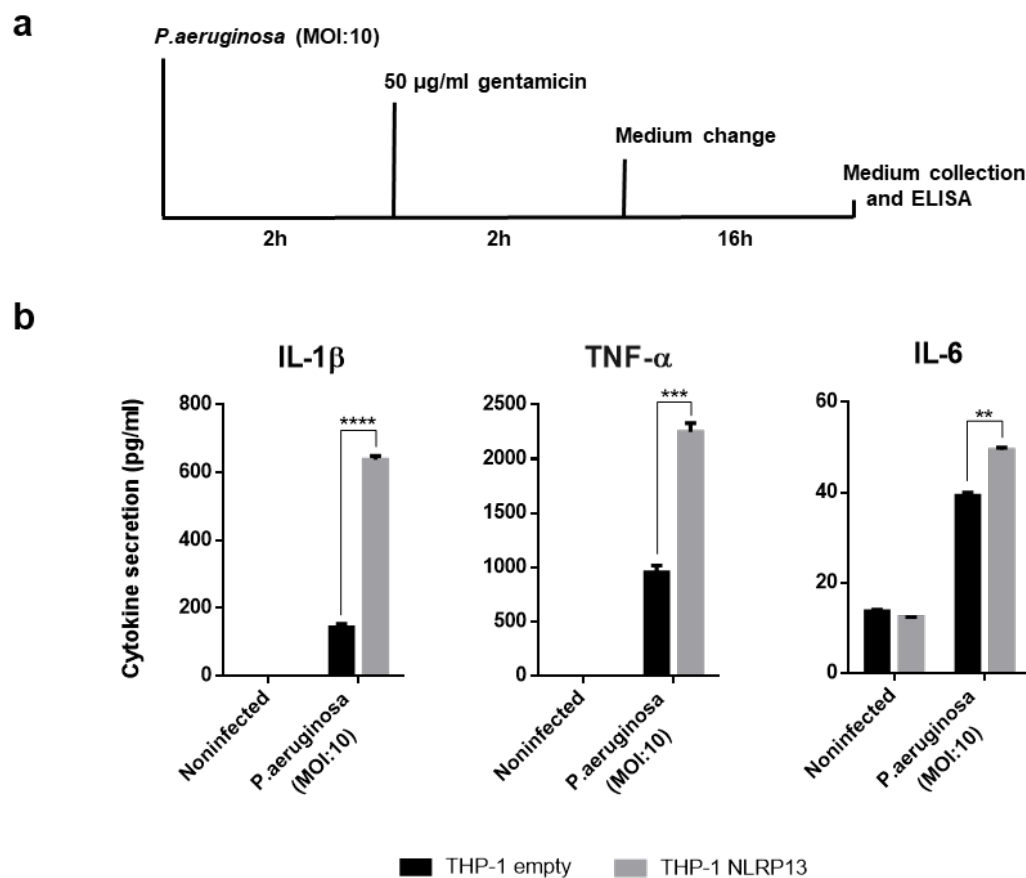 a
P.aeruginosa (MOI:10)
50 µg/ml gentamicin
Medium change
Medium collection
and ELISA
2h
2h
16h
b
IL-1β
TNF-α
IL-6
Cytokine secretion (pg/ml)
800
600
400
200
0
****
Noninfected
P.aeruginosa
(MOI:10)
2500
2000
1500
1000
500
0
***
Noninfected
P.aeruginosa
(MOI:10)
60
40
20
0
**
Noninfected
P.aeruginosa
(MOI:10)
THP-1 empty
THP-1 NLRP13